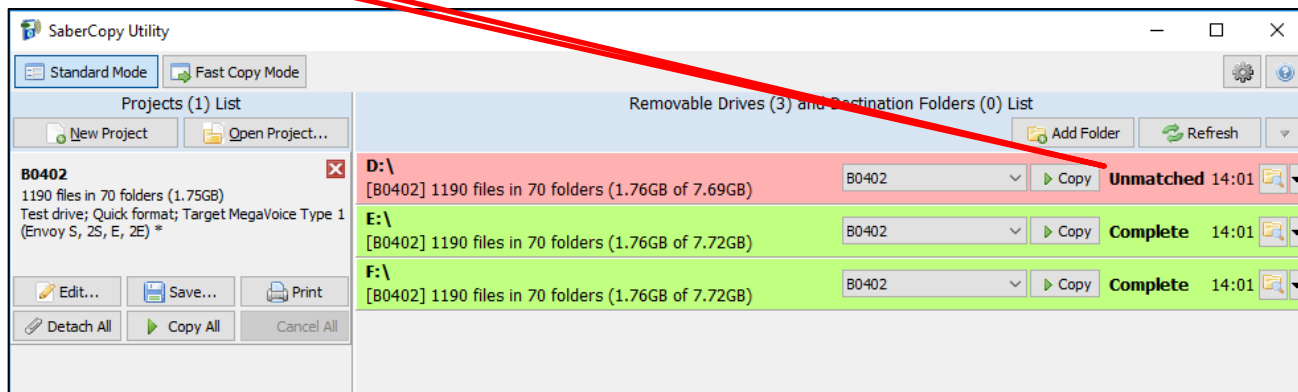 SaberCopy Utility
Standard Mode Fast Copy Mode
Projects (1) List
New Project Open Project...
B0402
1190 files in 70 folders (1.75GB)
Test drive; Quick format; Target MegaVoice Type 1
(Envoy S, 2S, E, 2E) *
Edit... Save... Print
Detach All Copy All Cancel All
Removable Drives (3) and Destination Folders (0) List
Add Folder Refresh
D:\
[B0402] 1190 files in 70 folders (1.76GB of 7.69GB)
B0402 Copy Unmatched 14:01
E:\
[B0402] 1190 files in 70 folders (1.76GB of 7.72GB)
B0402 Copy Complete 14:01
F:\
[B0402] 1190 files in 70 folders (1.76GB of 7.72GB)
B0402 Copy Complete 14:01